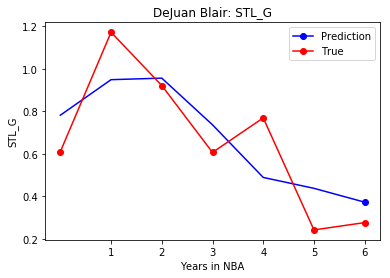 DeJuan Blair: STL_G
Prediction
True
1.2
1.0
0.8
0.6
0.4
0.2
STL_G
1 2 3 4 5 6
Years in NBA